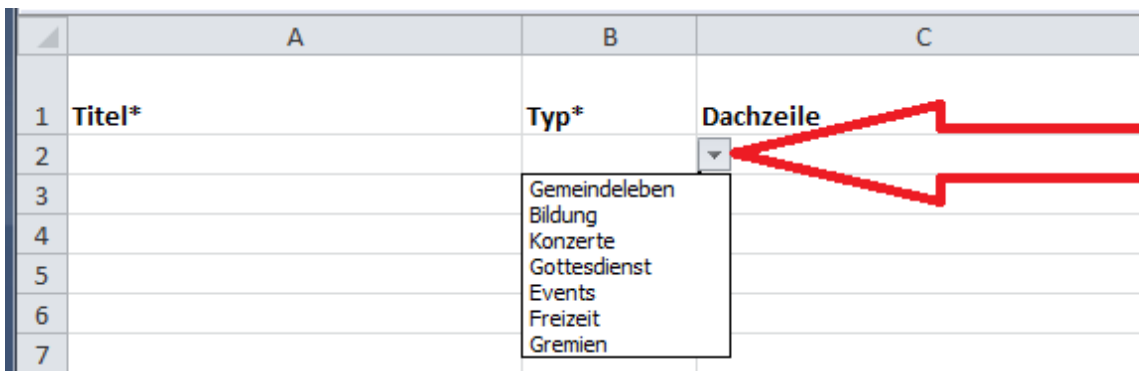 A B C
1 Titel* Typ* Dachzeile
2
3 Gemeindeleben
Bildung
4 Konzerte
5 Gottesdienst
Events
6 Freizeit
7 Gremien